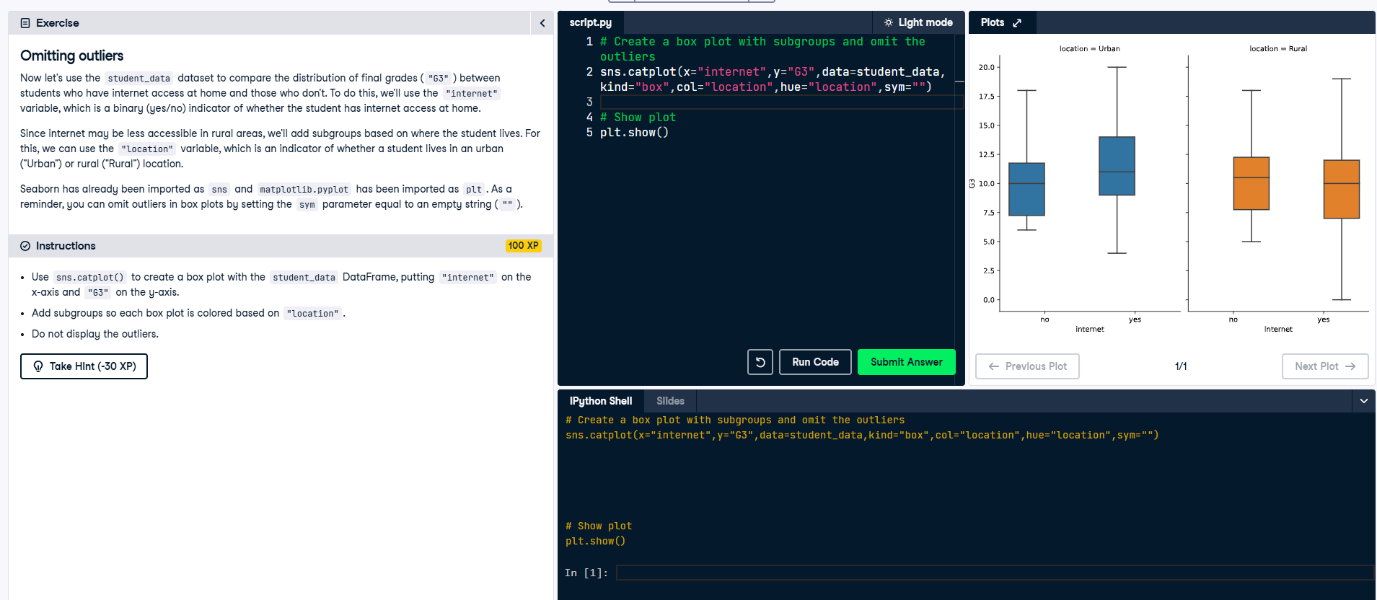 Exercise
Omitting outliers
Now let's use the student_data dataset to compare the distribution of final grades ( "G3" ) between
students who have internet access at home and those who don't. To do this, we'll use the "internet"
variable, which is a binary (yes/no) indicator of whether the student has internet access at home.
Since internet may be less accessible in rural areas, we'll add subgroups based on where the student lives. For
this, we can use the "location" variable, which is an indicator of whether a student lives in an urban
("Urban") or rural ("Rural") location.
Seaborn has already been imported as sns and matplotlib.pyplot has been imported as plt . As a
reminder, you can omit outliers in box plots by setting the sym parameter equal to an empty string ( "" ).
Instructions
100 XP
• Use sns.catplot() to create a box plot with the student_data DataFrame, putting "internet" on the
x-axis and "G3" on the y-axis.
• Add subgroups so each box plot is colored based on "location" .
• Do not display the outliers.
Take Hint (-30 XP)
script.py
Light mode
1 # Create a box plot with subgroups and omit the
outliers
2 sns.catplot(x="internet",y="G3",data=student_data,
kind="box",col="location",hue="location",sym="")
3
4 # Show plot
5 plt.show()
Run Code
Submit Answer
Plots
location = Urban
location = Rural
20.0
17.5
15.0
12.5
10.0
7.5
5.0
2.5
0.0
G3
no
yes
no
yes
internet
internet
← Previous Plot
1/1
Next Plot →
IPython Shell
Slides
# Create a box plot with subgroups and omit the outliers
sns.catplot(x="internet",y="G3",data=student_data,kind="box",col="location",hue="location",sym="")
# Show plot
plt.show()
In [1]: